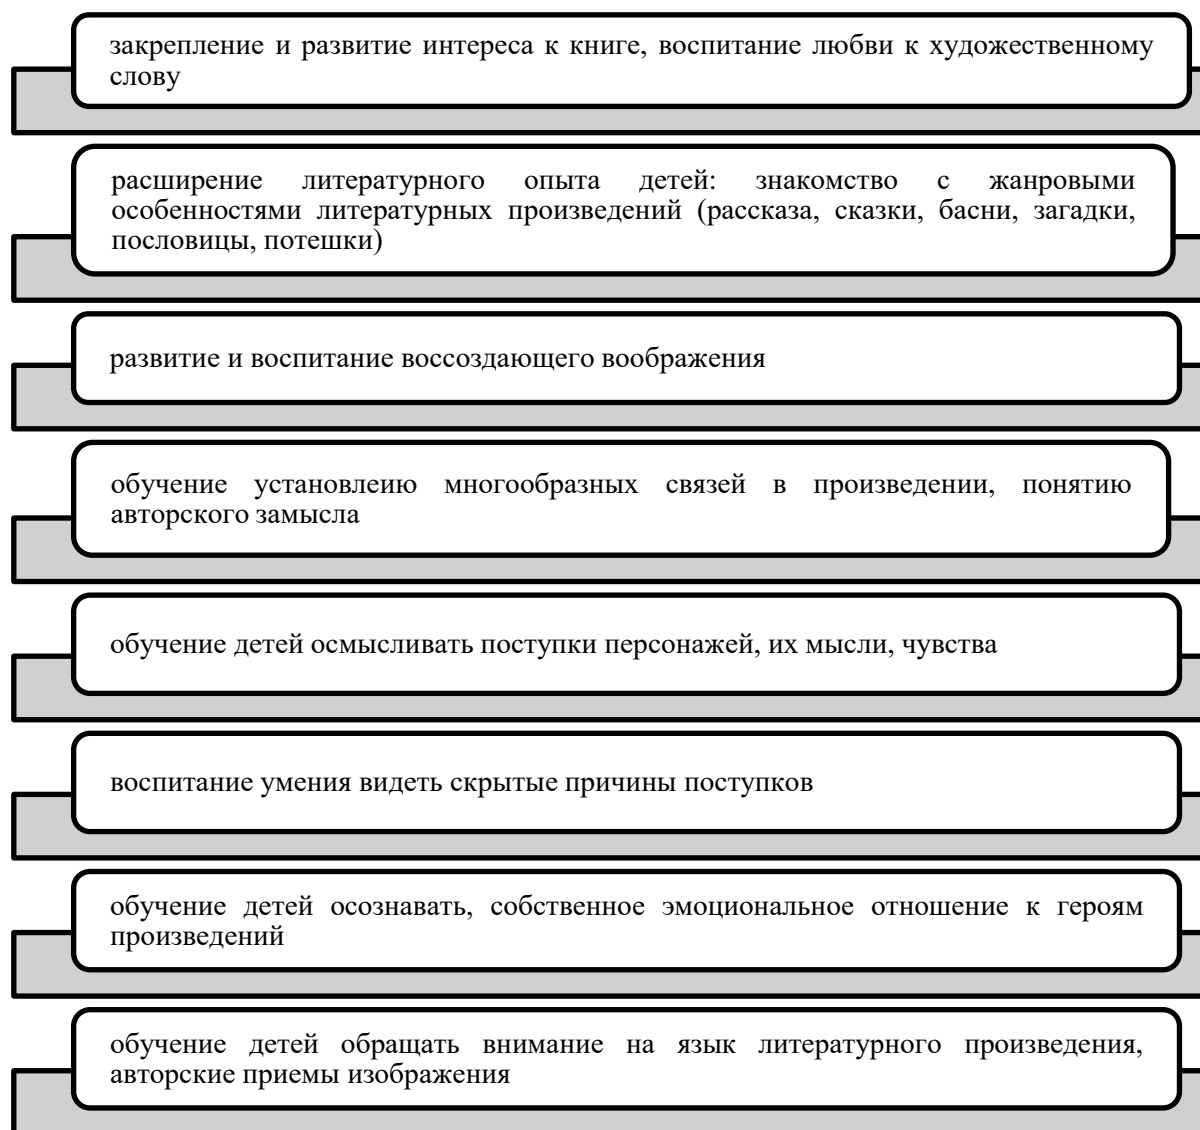 закрепление и развитие интереса к книге, воспитание любви к художественному
слову
расширение литературного опыта детей: знакомство с жанровыми
особенностями литературных произведений (рассказа, сказки, басни, загадки,
пословицы, потешки)
развитие и воспитание воссоздающего воображения
обучение установлеию многообразных связей в произведении, понятию
авторского замысла
обучение детей осмысливать поступки персонажей, их мысли, чувства
воспитание умения видеть скрытые причины поступков
обучение детей осознавать, собственное эмоциональное отношение к героям
произведений
обучение детей обращать внимание на язык литературного произведения,
авторские приемы изображения